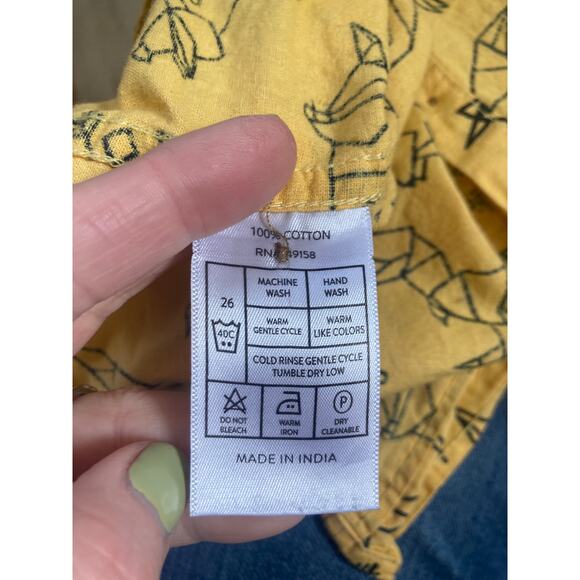 100% COTTON
MACHINE WASH
HAND WASH
26
40C
WARM GENTLE CYCLE
WARM LIKE COLORS
COLD RINSE GENTLE CYCLE
TUMBLE DRY LOW
P
DO NOT BLEACH
WARM IRON
DRY CLEANABLE
MADE IN INDIA